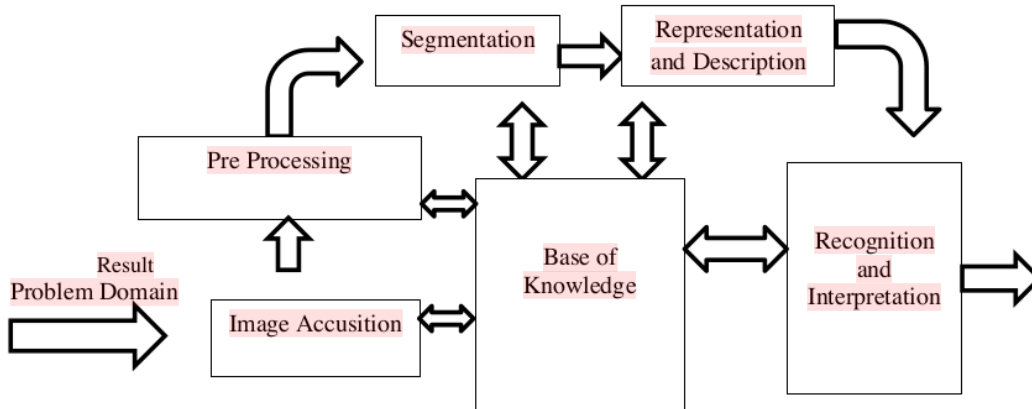 Segmentation
Representation
and Description
Pre Processing
Result
Problem Domain
Image Accusition
Base of
Knowledge
Recognition
and
Interpretation